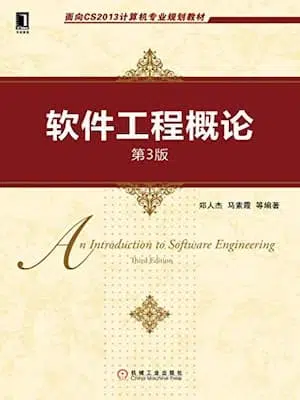 面向CS2013计算机专业规划教材
软件工程概论
第3版
郑人杰 马素霞 等编著
An Introduction to Software Engineering
Third Edition
机械工业出版社
China Machine Press